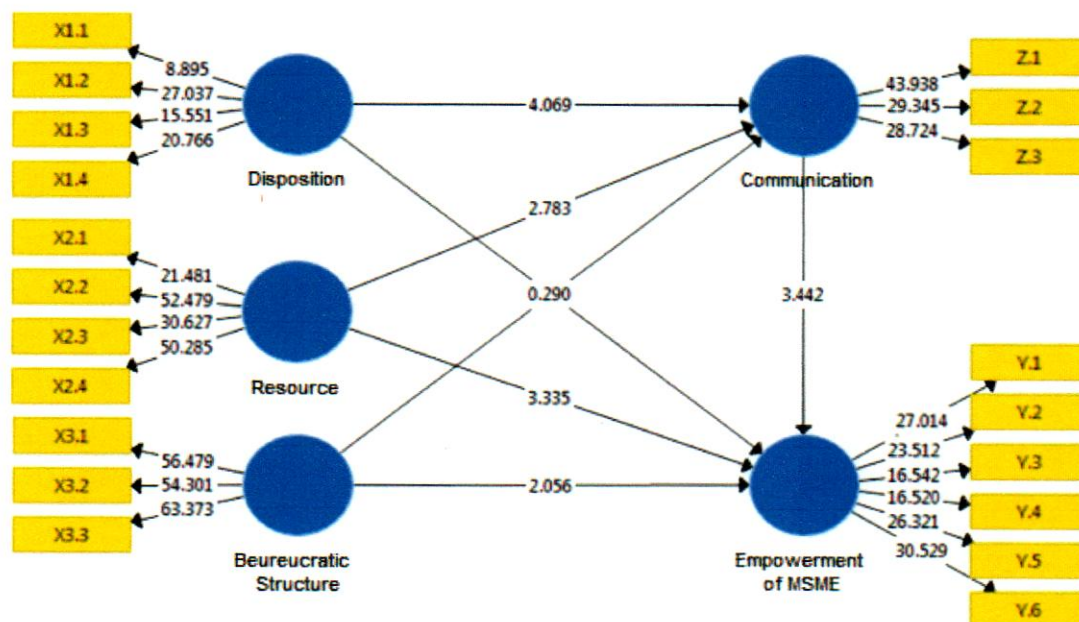 X1.1
X1.2
X1.3
X1.4
8.895
27.037
15.551
20.766
Disposition
X2.1
X2.2
X2.3
X2.4
21.481
52.479
30.627
50.285
Resource
X3.1
X3.2
X3.3
56.479
54.301
63.373
Beureucratic
Structure
4.069
2.783
0.290
3.335
2.056
3.442
Communication
43.938
29.345
28.724
Z.1
Z.2
Z.3
Empowerment
of MSME
27.014
23.512
16.542
16.520
26.321
30.529
Y.1
Y.2
Y.3
Y.4
Y.5
Y.6